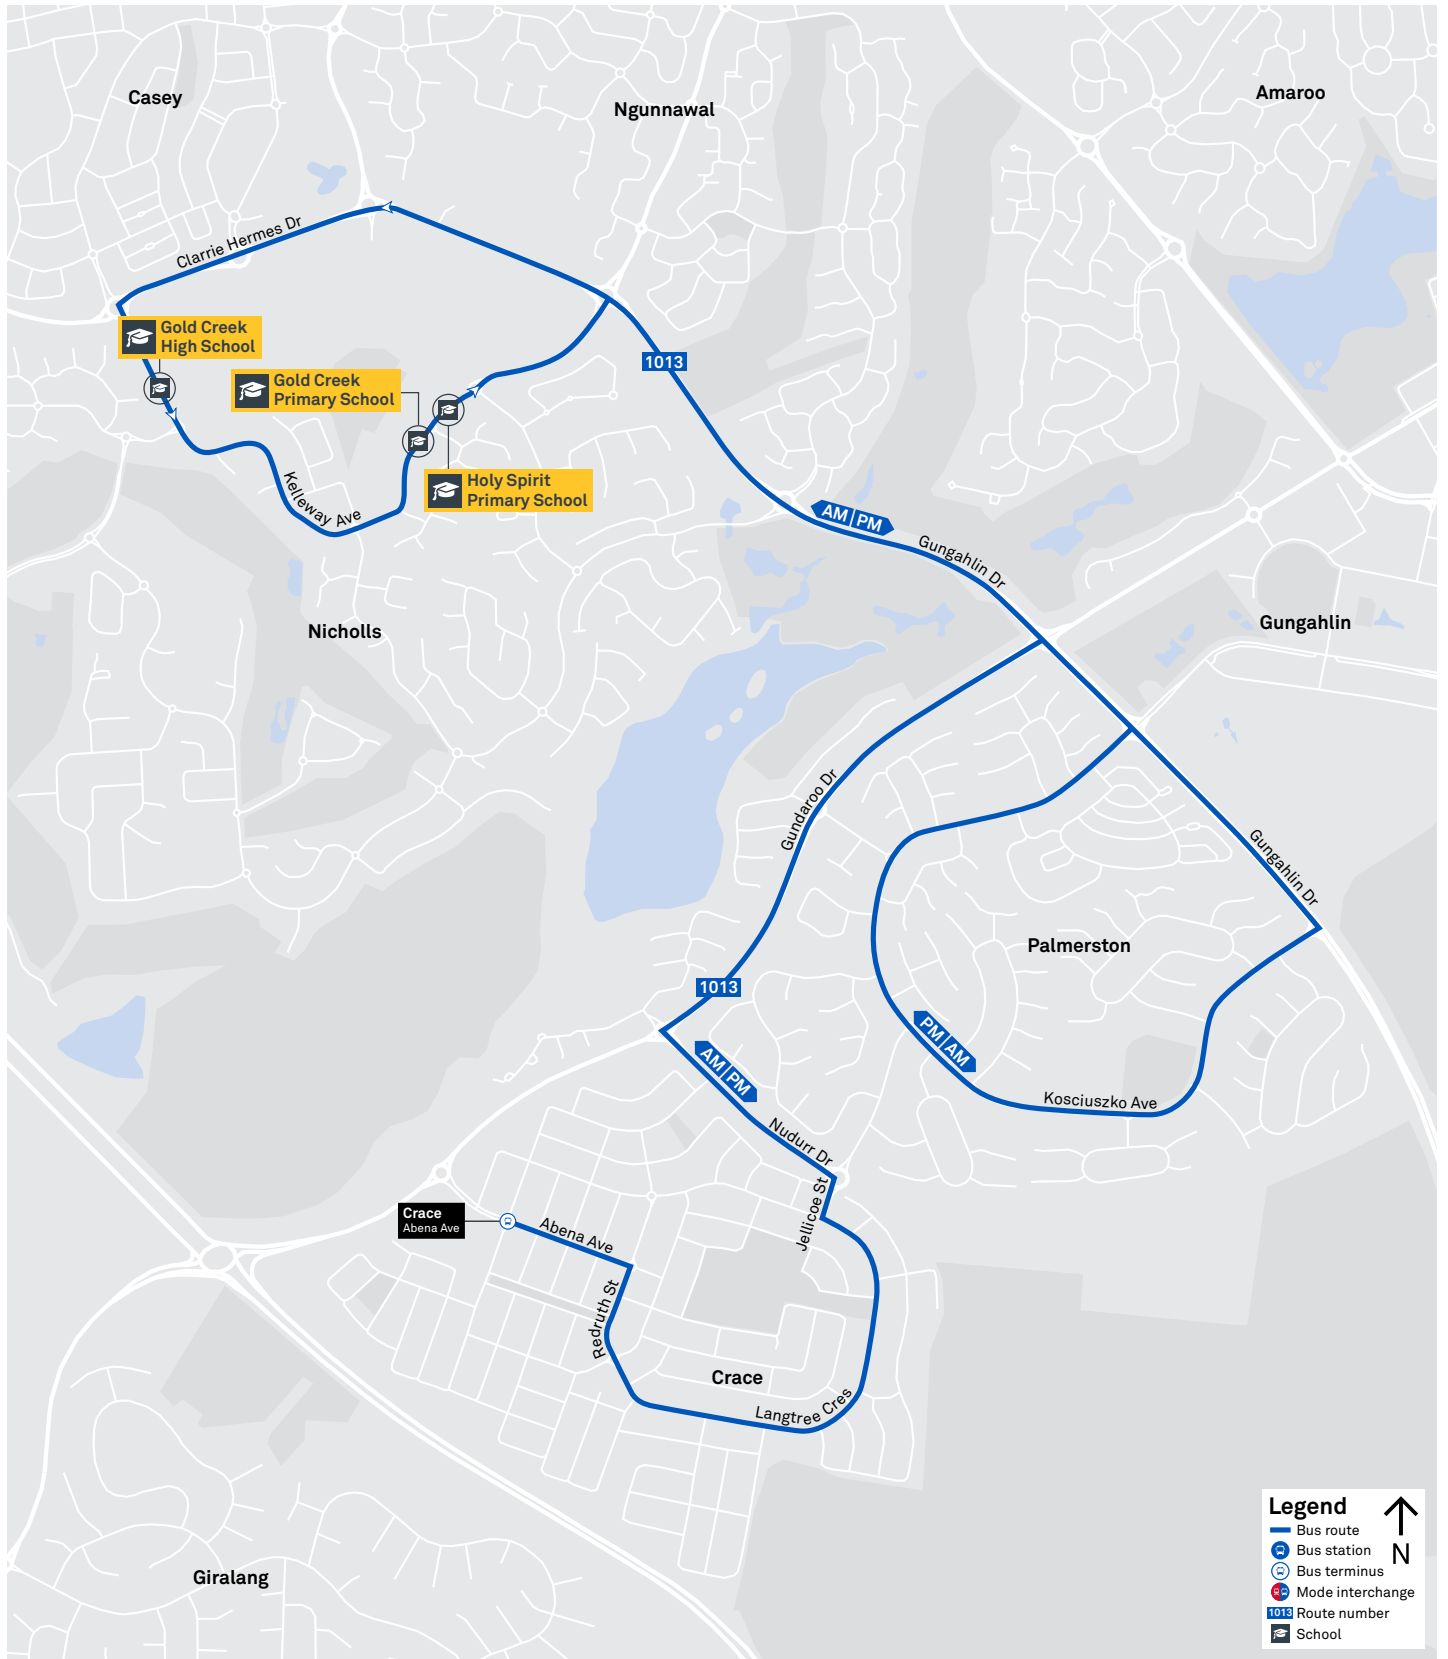 Casey
Ngunnawal
Amaroo
Clarrie Hermes Dr
Gold Creek
High School
1013
Gold Creek
Primary School
Holy Spirit
Primary School
Kelleway Ave
AM|PM
Gungahlin Dr
Nicholls
Gungahlin
Gundaroo Dr
Gungahlin Dr
Palmerston
1013
PM|AM
AM|PM
Kosciuszko Ave
Nudurr Dr
Jellicoe St
Crace
Abena Ave
Abena Ave
Redruth St
Crace
Langtree Cres
Giralang
Legend
N
Bus route
Bus station
Bus terminus
Mode interchange
1013 Route number
School